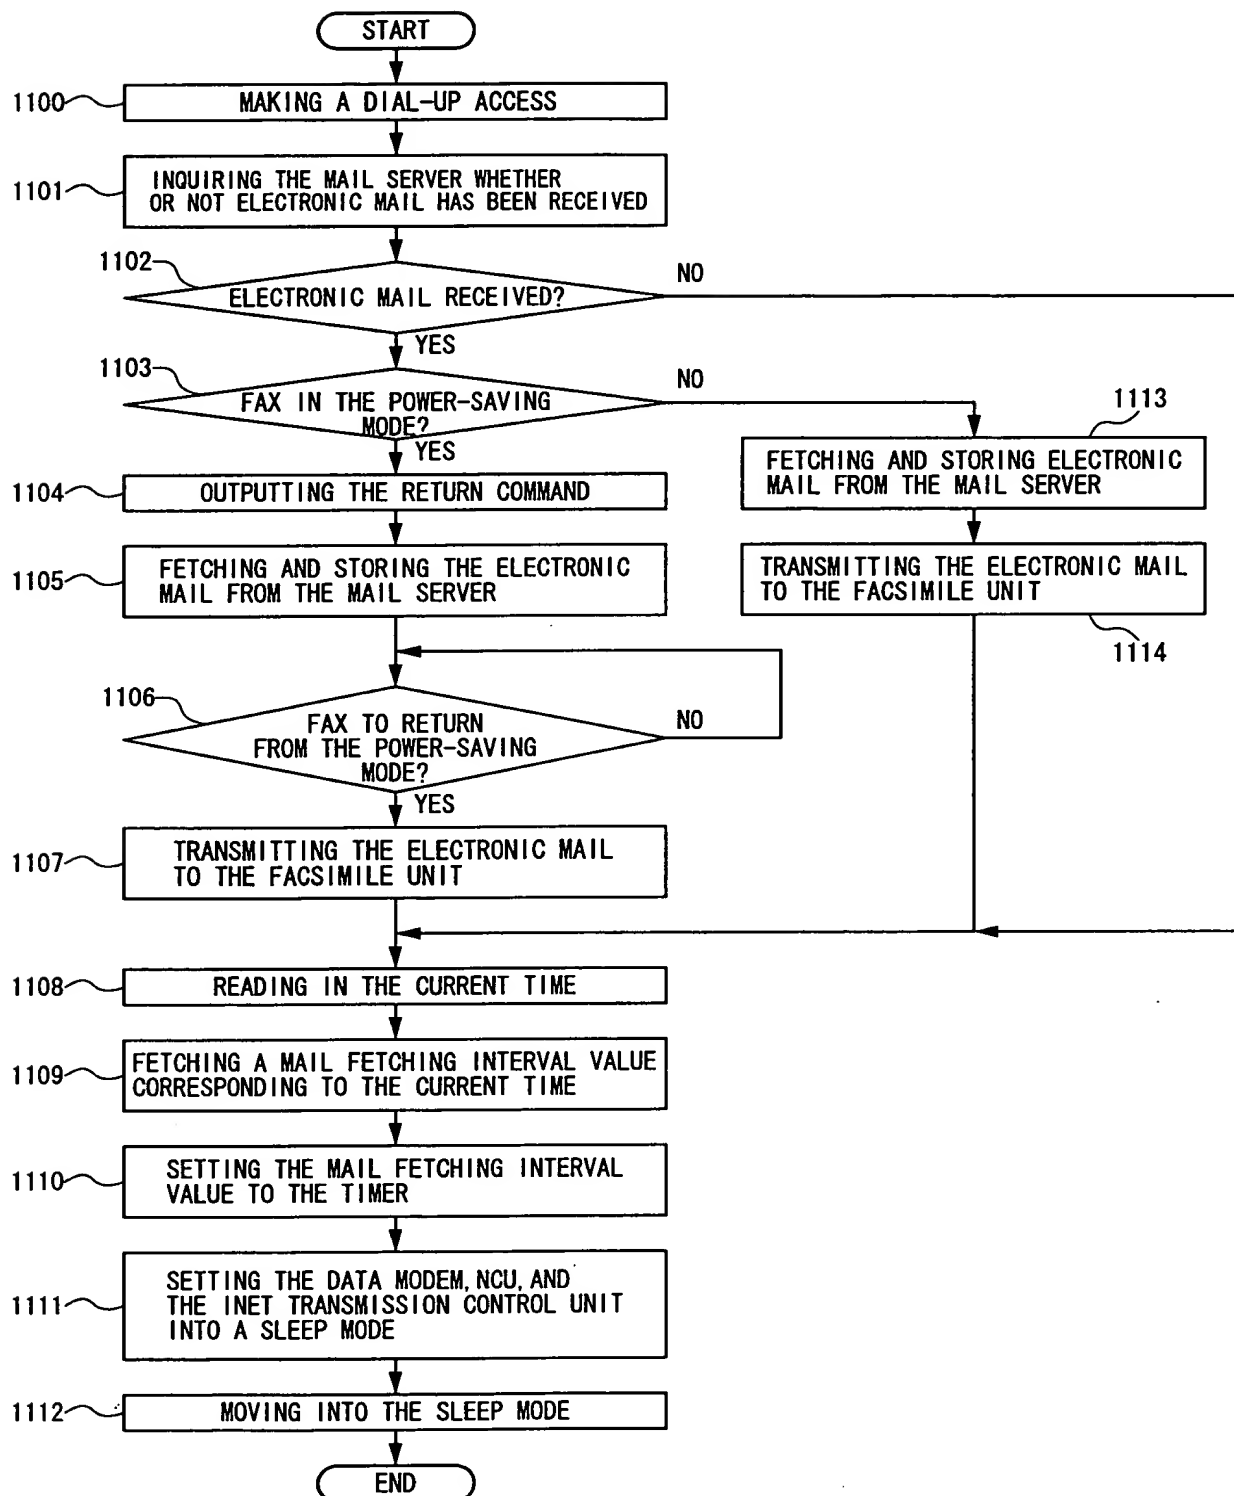 START
1100
MAKING A DIAL-UP ACCESS
1101
INQUIRING THE MAIL SERVER WHETHER
OR NOT ELECTRONIC MAIL HAS BEEN RECEIVED
1102
ELECTRONIC MAIL RECEIVED?
NO
YES
1103
FAX IN THE POWER-SAVING
MODE?
NO
YES
1113
FETCHING AND STORING ELECTRONIC
MAIL FROM THE MAIL SERVER
1104
OUTPUTTING THE RETURN COMMAND
1105
FETCHING AND STORING THE ELECTRONIC
MAIL FROM THE MAIL SERVER
TRANSMITTING THE ELECTRONIC MAIL
TO THE FACSIMILE UNIT
1114
1106
FAX TO RETURN
FROM THE POWER-SAVING
MODE?
NO
YES
1107
TRANSMITTING THE ELECTRONIC MAIL
TO THE FACSIMILE UNIT
1108
READING IN THE CURRENT TIME
1109
FETCHING A MAIL FETCHING INTERVAL VALUE
CORRESPONDING TO THE CURRENT TIME
1110
SETTING THE MAIL FETCHING INTERVAL
VALUE TO THE TIMER
1111
SETTING THE DATA MODEM, NCU, AND
THE INET TRANSMISSION CONTROL UNIT
INTO A SLEEP MODE
1112
MOVING INTO THE SLEEP MODE
END